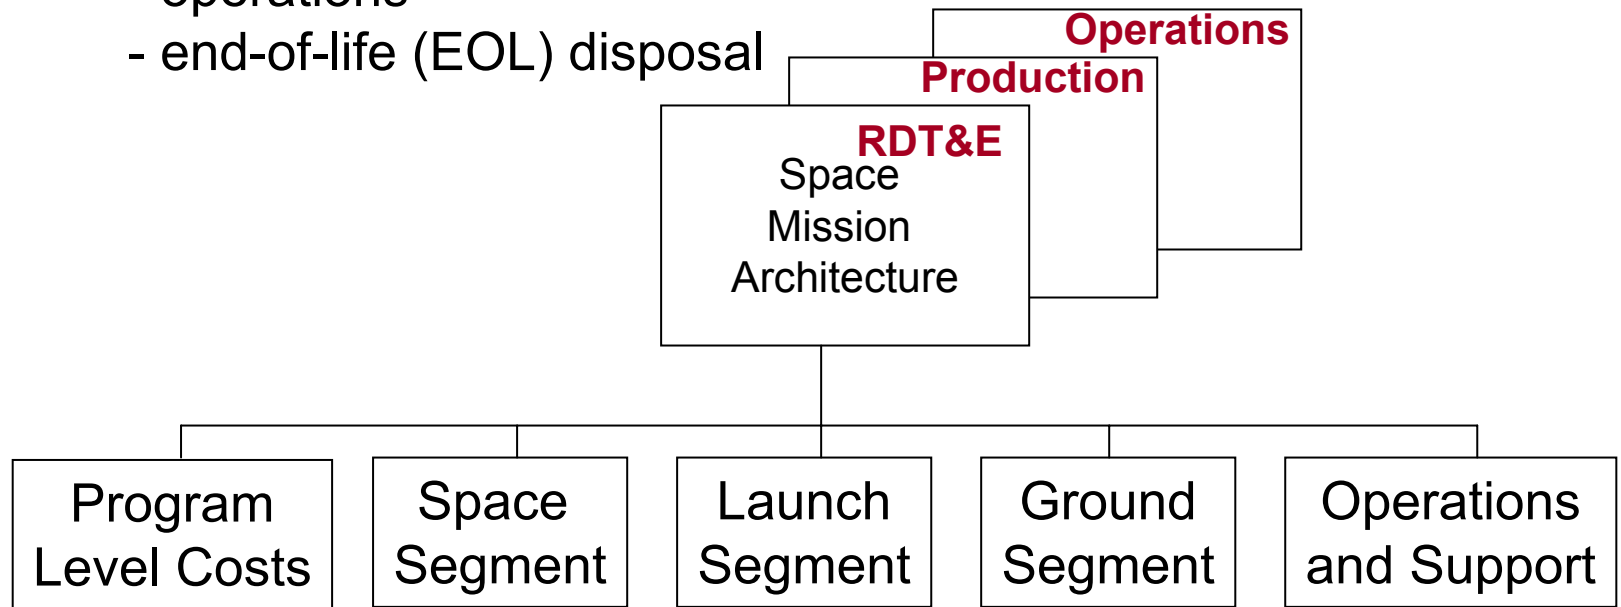 - end-of-life (EOL) disposal
Operations
Production
RDT&E
Space
Mission
Architecture
Program
Level Costs
Space
Segment
Launch
Segment
Ground
Segment
Operations
and Support